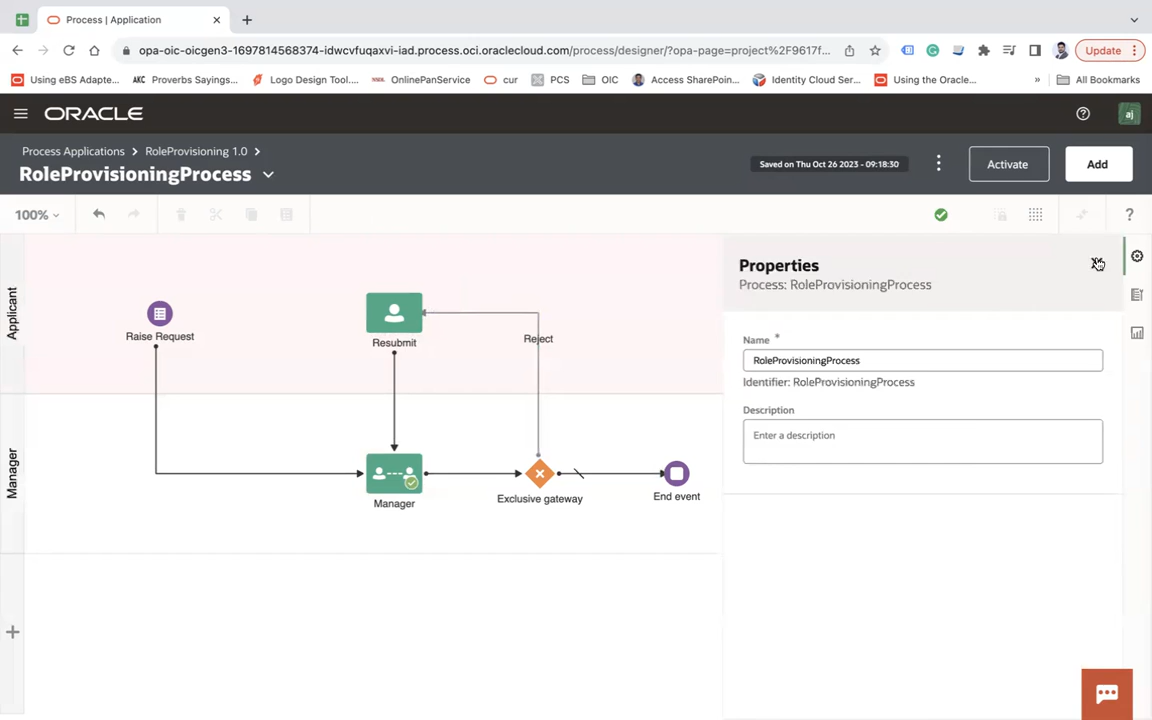 Process | Application
opa-oic-oicgen3-1697814568374-idwcvfuqaxvi-iad.process.oci.oraclecloud.com/process/designer/?opa-page=project%2F9617f...
Update
Using eBS Adapte...
AKC Proverbs Sayings...
Logo Design Tool....
OnlinePanService
cur
PCS
OIC
Access SharePoin...
Identity Cloud Ser...
Using the Oracle...
»
All Bookmarks
ORACLE
aj
Process Applications > RoleProvisioning 1.0 >
RoleProvisioningProcess
Saved on Thu Oct 26 2023 - 09:18:30
Activate
Add
100%
?
Applicant
Raise Request
Resubmit
Reject
Manager
Manager
Exclusive gateway
End event
Properties
Process: RoleProvisioningProcess
Name *
RoleProvisioningProcess
Identifier: RoleProvisioningProcess
Description
Enter a description